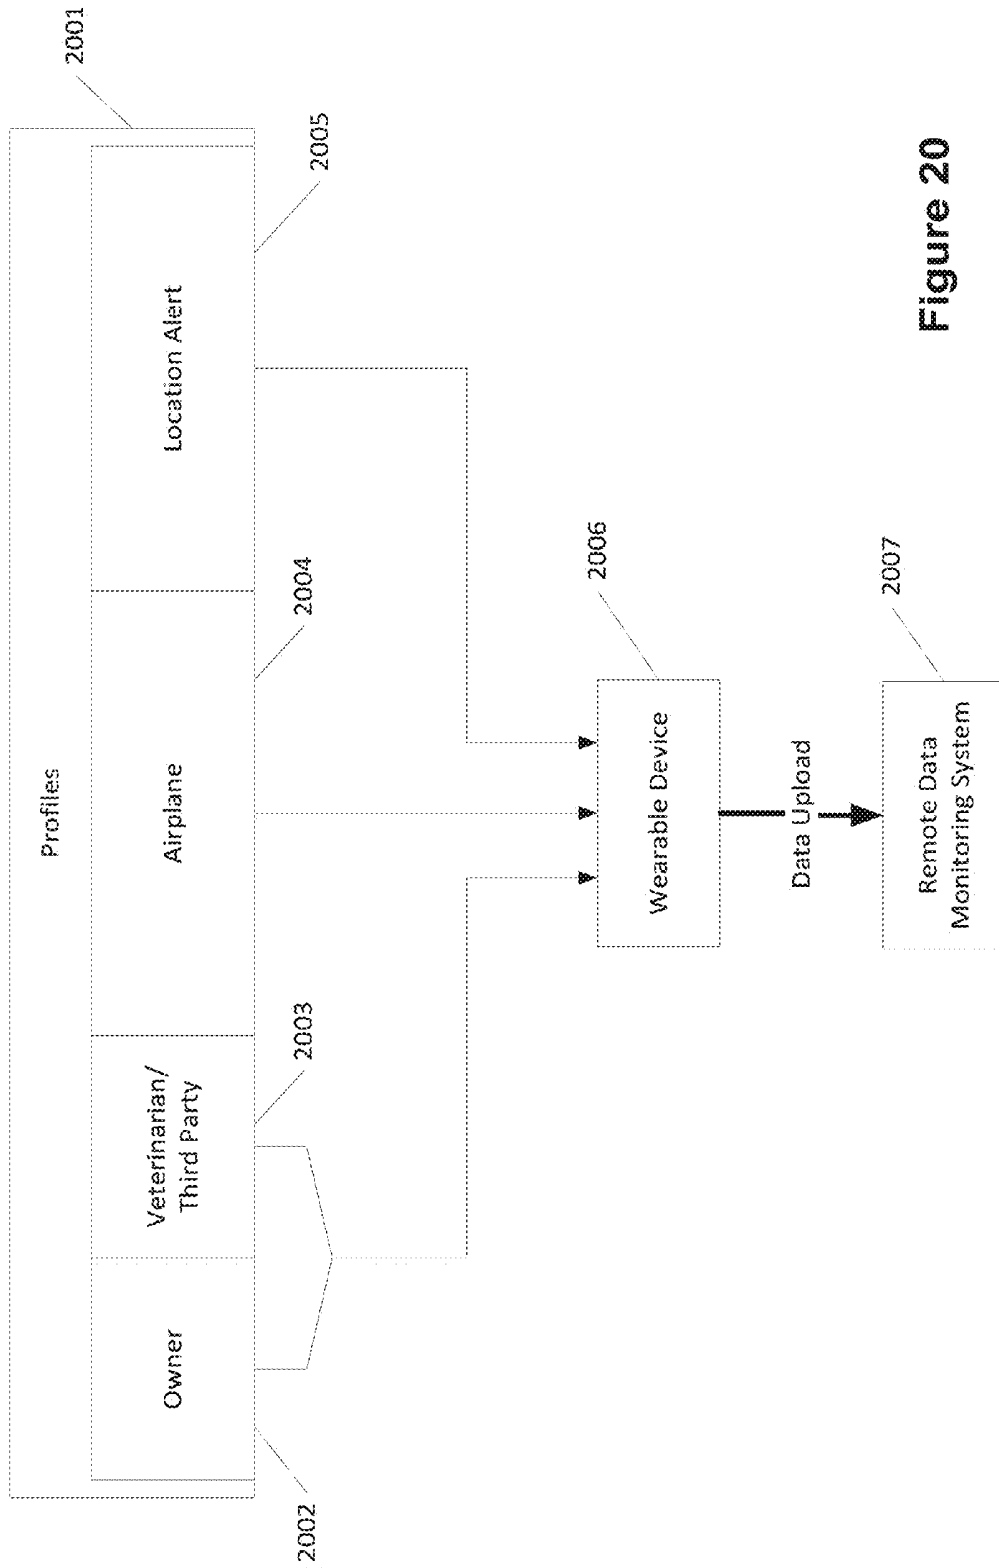 2001
Profiles
Owner
Veterinarian/
Third Party
Airplane
Location Alert
2002
2003
2004
2005
Wearable Device
2006
Data Upload
Remote Data
Monitoring System
2007
Figure 20